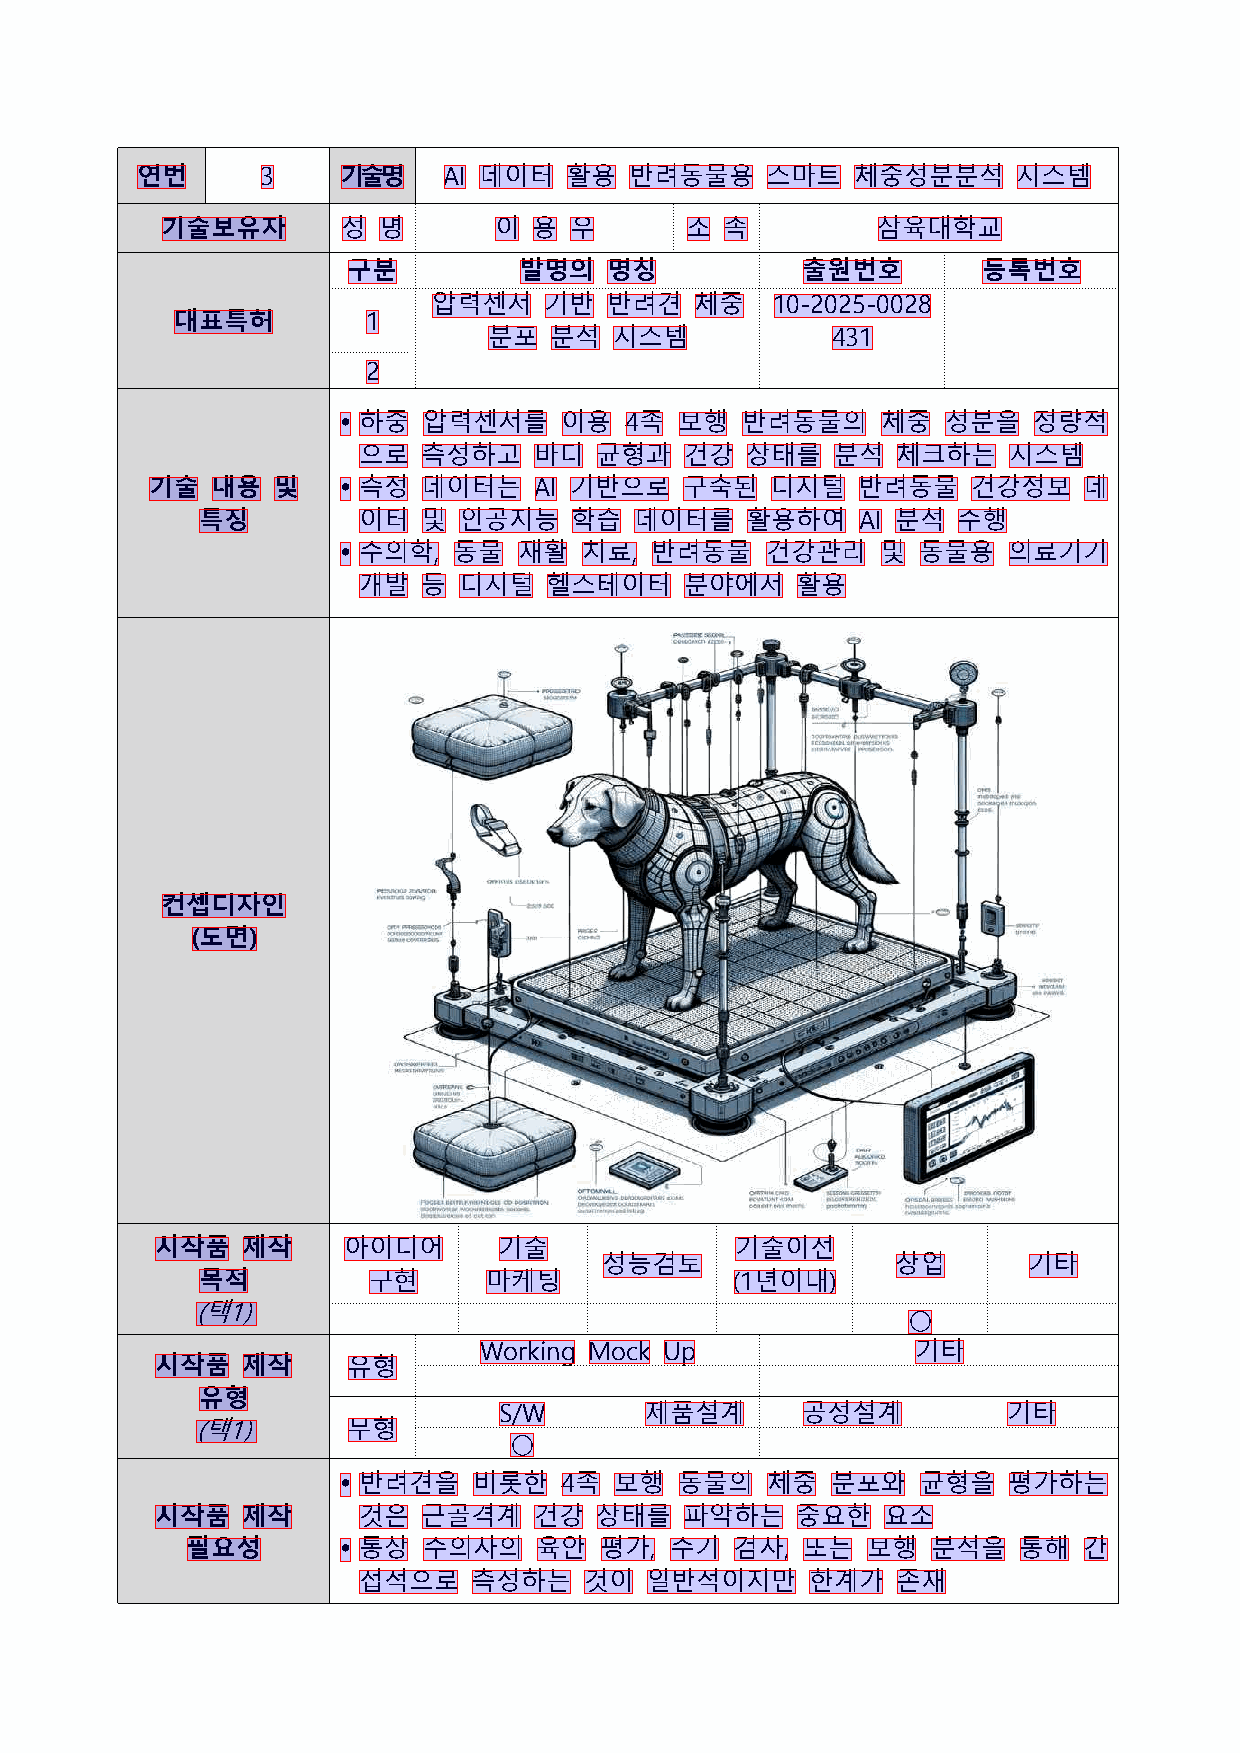 연번 3 기술명 AI 데이터 활용 반려동물용 스마트 체중성분분석 시스템
기술보유자 성 명 이 용 우 소 속 삼육대학교
대표특허 구분 발명의 명칭 출원번호 등록번호
1 압력센서 기반 반려견 체중 분포 분석 시스템 10-2025-0028431
2
기술 내용 및 특징
• 하중 압력센서를 이용 4족 보행 반려동물의 체중 성분을 정량적
으로 측정하고 바디 균형과 건강 상태를 분석 체크하는 시스템
• 측정 데이터는 AI 기반으로 구축된 디지털 반려동물 건강정보 데
이터 및 인공지능 학습 데이터를 활용하여 AI 분석 수행
• 수의학, 동물 재활 치료, 반려동물 건강관리 및 동물용 의료기기
개발 등 디지털 헬스테이터 분야에서 활용
컨셉디자인
(도면)
시작품 제작 목적 (택1)
아이디어 구현 기술 마케팅 성능검토 기술이전 (1년이내) 상업 기타
○
시작품 제작 유형 (택1)
유형 Working Mock Up 기타
무형 S/W 제품설계 공정설계 기타
○
시작품 제작 필요성
• 반려견을 비롯한 4족 보행 동물의 체중 분포와 균형을 평가하는
것은 근골격계 건강 상태를 파악하는 중요한 요소
• 통상 수의사의 육안 평가, 수기 검사, 또는 보행 분석을 통해 간
접적으로 측정하는 것이 일반적이지만 한계가 존재